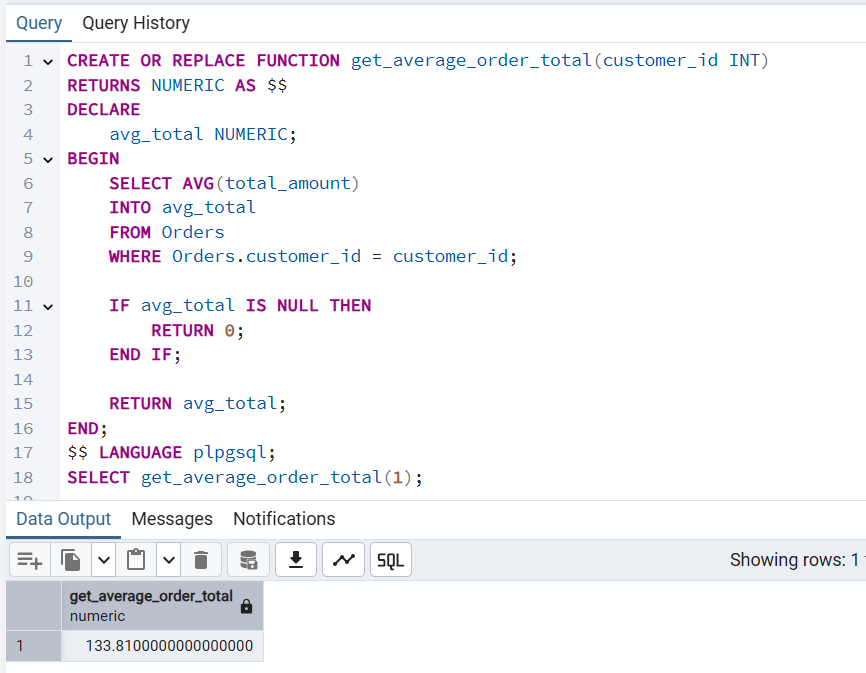 Query Query History
1 CREATE OR REPLACE FUNCTION get_average_order_total(customer_id INT)
2 RETURNS NUMERIC AS $$
3 DECLARE
4     avg_total NUMERIC;
5 BEGIN
6     SELECT AVG(total_amount)
7     INTO avg_total
8     FROM Orders
9     WHERE Orders.customer_id = customer_id;
10
11     IF avg_total IS NULL THEN
12         RETURN 0;
13     END IF;
14
15     RETURN avg_total;
16 END;
17 $$ LANGUAGE plpgsql;
18 SELECT get_average_order_total(1);
Data Output Messages Notifications
SQL Showing rows: 1
get_average_order_total
numeric
1 133.8100000000000000